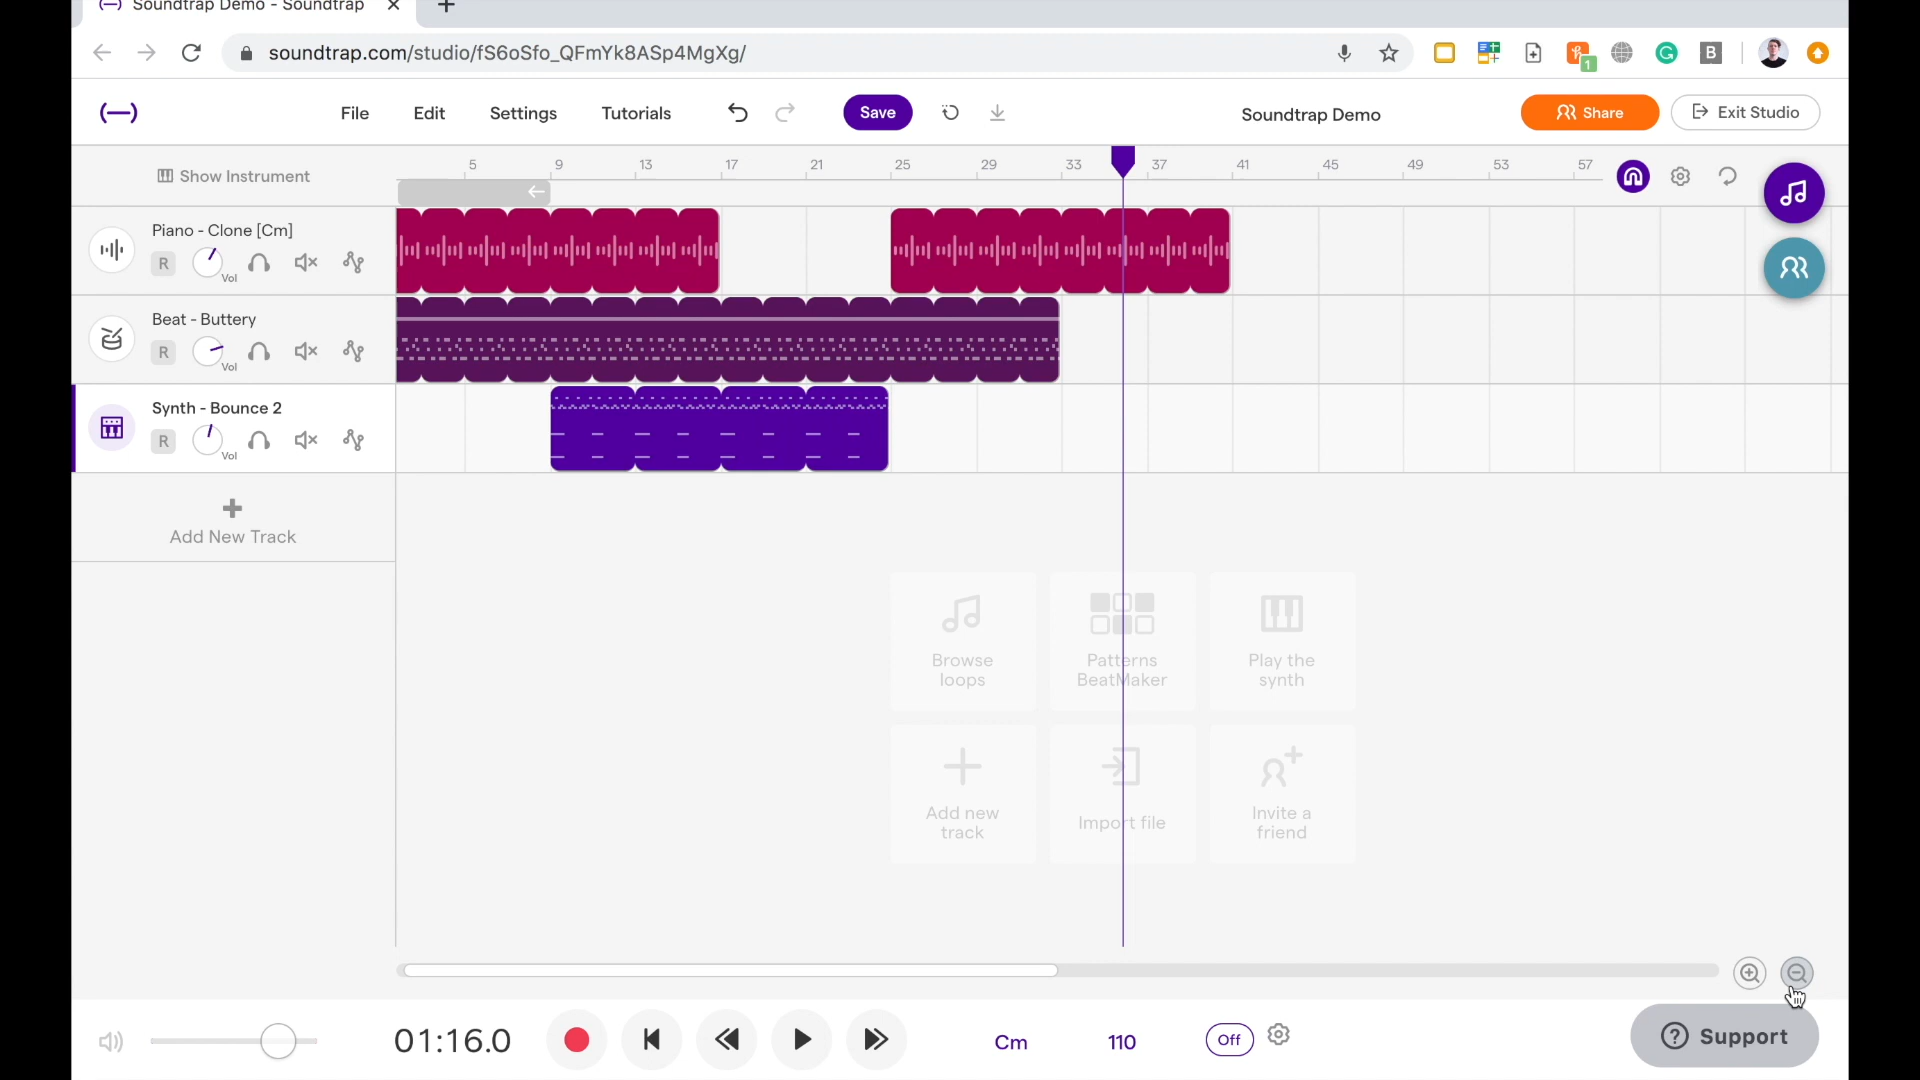 Soundtrap Demo - Soundtrap
soundtrap.com/studio/fS6oSfo_QFmYk8ASp4MgXg/
1
B
File Edit Settings Tutorials Save Soundtrap Demo Share Exit Studio
Show Instrument 5 9 13 17 21 25 29 33 37 41 45 49 53 57
Piano - Clone [Cm]
R Vol
Beat - Buttery
R Vol
Synth - Bounce 2
R Vol
Add New Track
Browse
loops
Patterns
BeatMaker
Play the
synth
Add new
track
Import file
Invite a
friend
01:16.0 Cm 110 Off Support